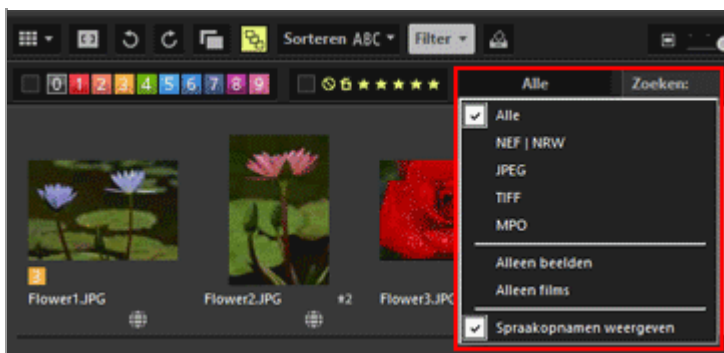 Sorteren ABC Filter
0 1 2 3 4 5 6 7 8 9 Alle Zoeken:
Alle
NEF | NRW
JPEG
TIFF
MPO
Alleen beelden
Alleen films
Spraakopnamen weergeven
3
Flower1.JPG Flower2.JPG *2 Flower3.JPG